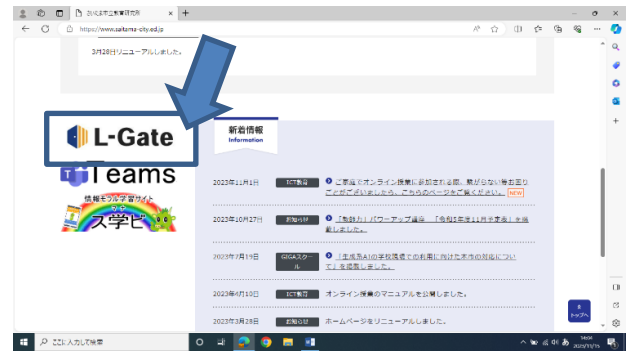 さいたま市立教育研究所
https://www.saitama-city.ed.jp
3月28日リニューアルしました。
L-Gate
Teams
情報モラル学習サイト
ス学ビ
新着情報
Information
2023年11月1日 ICT教育 ご家庭でオンライン授業に参加される際、繋がらない等お困り
ごとがございましたら、こちらのページをご覧ください。 NEW
2023年10月27日 お知らせ 「教師力」パワーアップ講座 「令和5年度11月予定表」を掲
載しました。
2023年7月19日 GIGAスクール 「生成系AIの学校現場での利用に向けた本市の対応につい
て」を掲載しました。
2023年4月10日 ICT教育 オンライン授業のマニュアルを公開しました。
2023年3月28日 お知らせ ホームページをリニューアルしました。
トップへ
ここに入力して検索
16:04
2023/11/15